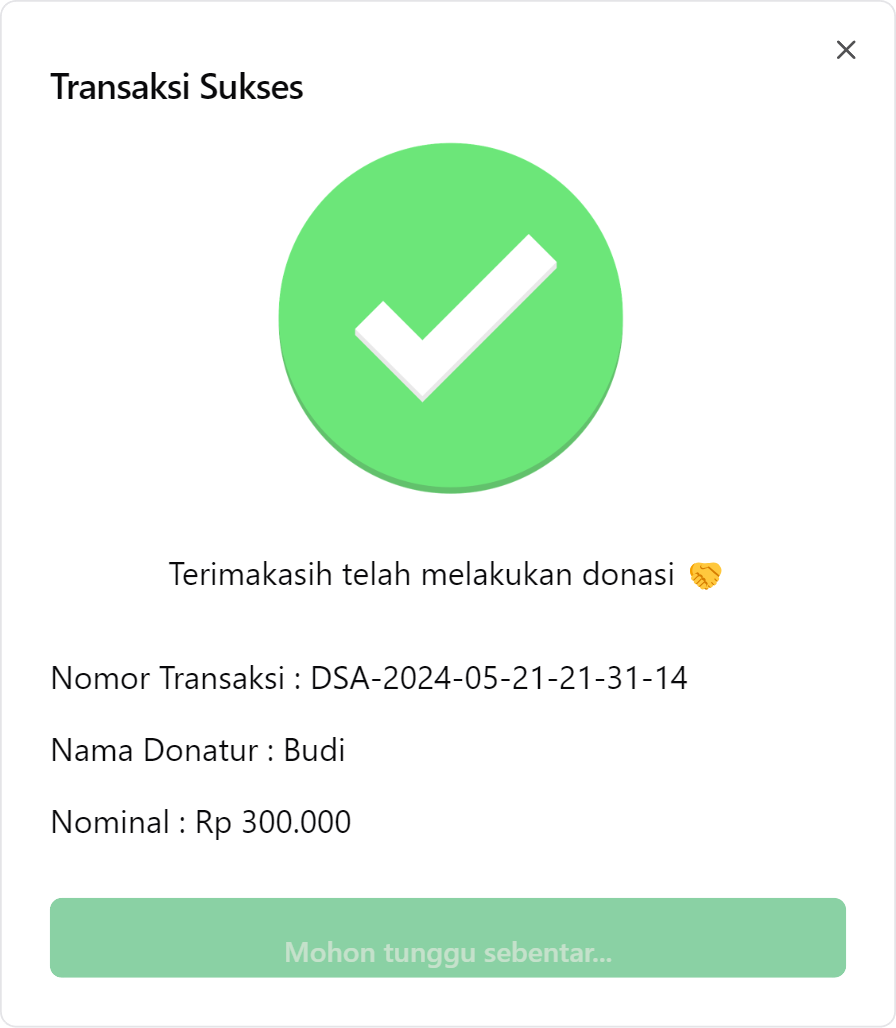 Transaksi Sukses
Terimakasih telah melakukan donasi 🤝
Nomor Transaksi : DSA-2024-05-21-21-31-14
Nama Donatur : Budi
Nominal : Rp 300.000
Mohon tunggu sebentar...